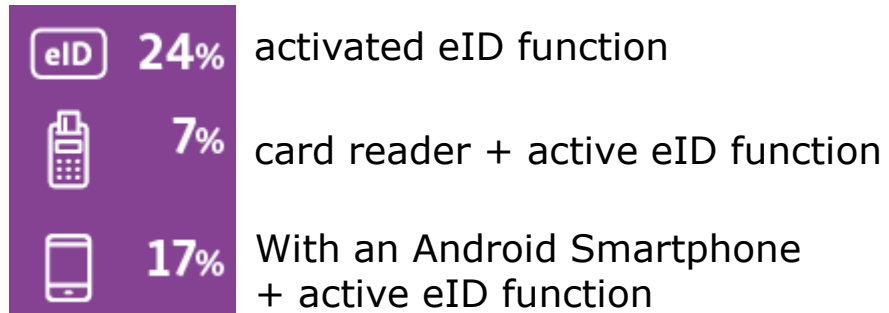 eID 24% activated eID function
7% card reader + active eID function
17% With an Android Smartphone
+ active eID function